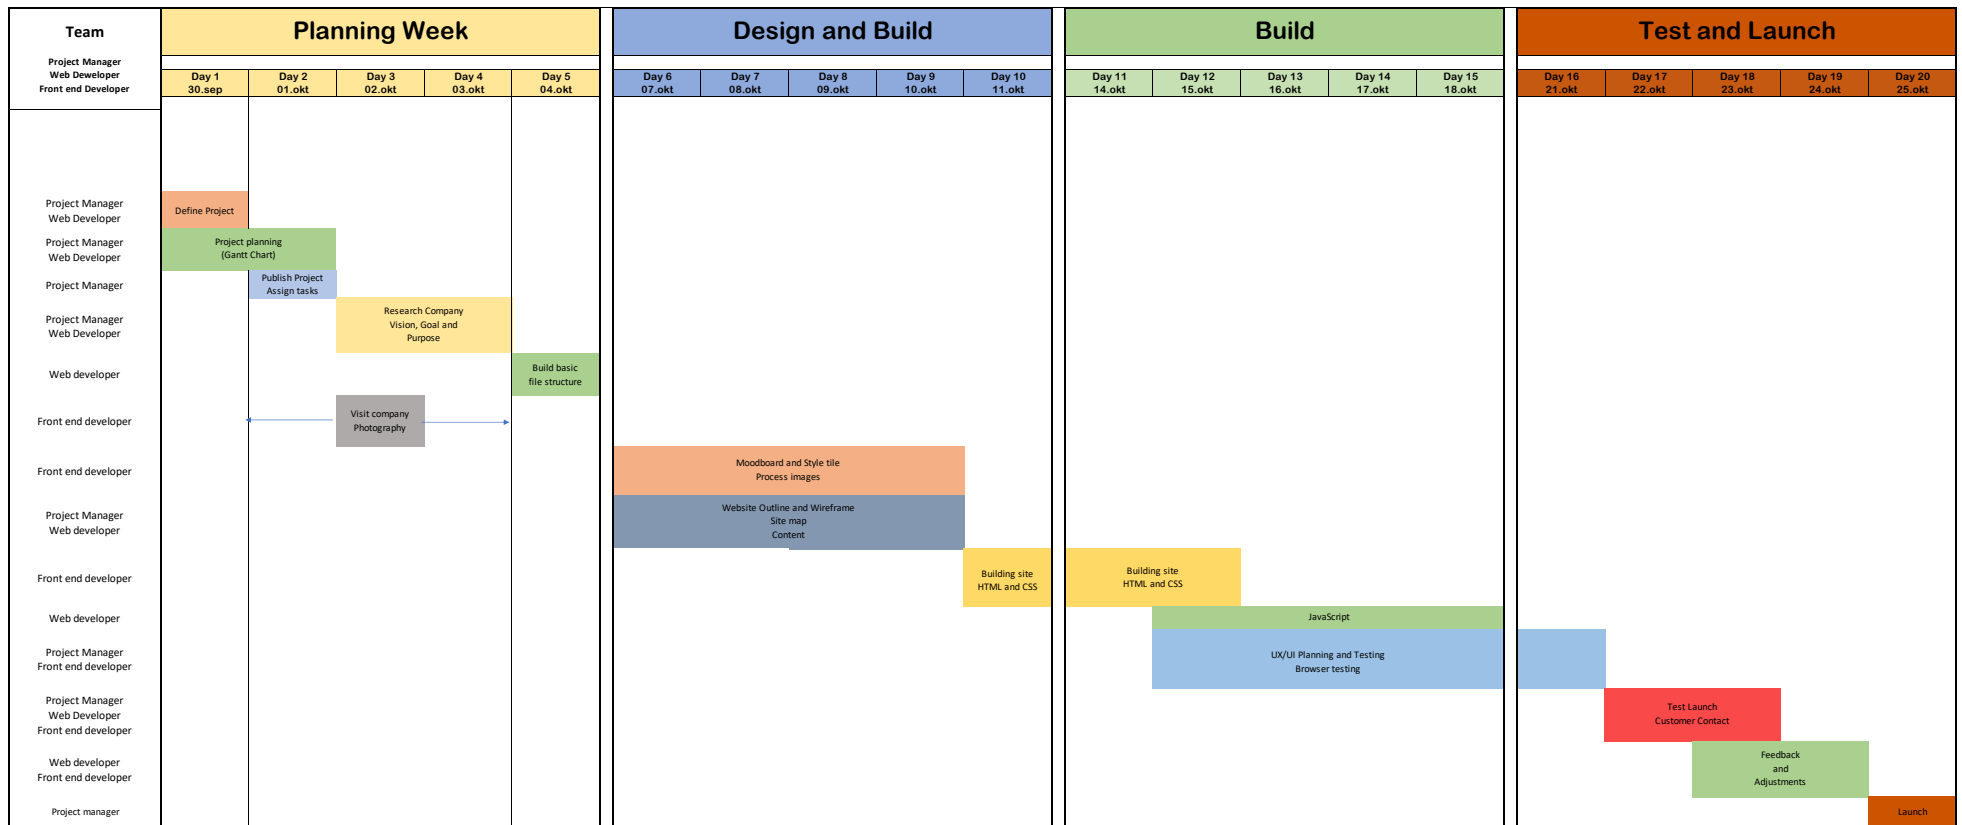 Team
Project Manager
Web Deweloper
Front end Developer
Planning Week
Design and Build
Build
Test and Launch
Day 1
30.sep
Day 2
01.okt
Day 3
02.okt
Day 4
03.okt
Day 5
04.okt
Day 6
07.okt
Day 7
08.okt
Day 8
09.okt
Day 9
10.okt
Day 10
11.okt
Day 11
14.okt
Day 12
15.okt
Day 13
16.okt
Day 14
17.okt
Day 15
18.okt
Day 16
21.okt
Day 17
22.okt
Day 18
23.okt
Day 19
24.okt
Day 20
25.okt
Project Manager
Web Developer
Define Project
Project Manager
Web Developer
Project planning
(Gantt Chart)
Project Manager
Publish Project
Assign tasks
Project Manager
Web Developer
Research Company
Vision, Goal and
Purpose
Web developer
Build basic
file structure
Front end developer
Visit company
Photography
Front end developer
Moodboard and Style tile
Process images
Project Manager
Web developer
Website Outline and Wireframe
Site map
Content
Front end developer
Building site
HTML and CSS
Building site
HTML and CSS
Web developer
JavaScript
Project Manager
Front end developer
UX/UI Planning and Testing
Browser testing
Project Manager
Web Developer
Front end developer
Test Launch
Customer Contact
Web developer
Front end developer
Feedback
and
Adjustments
Project manager
Launch